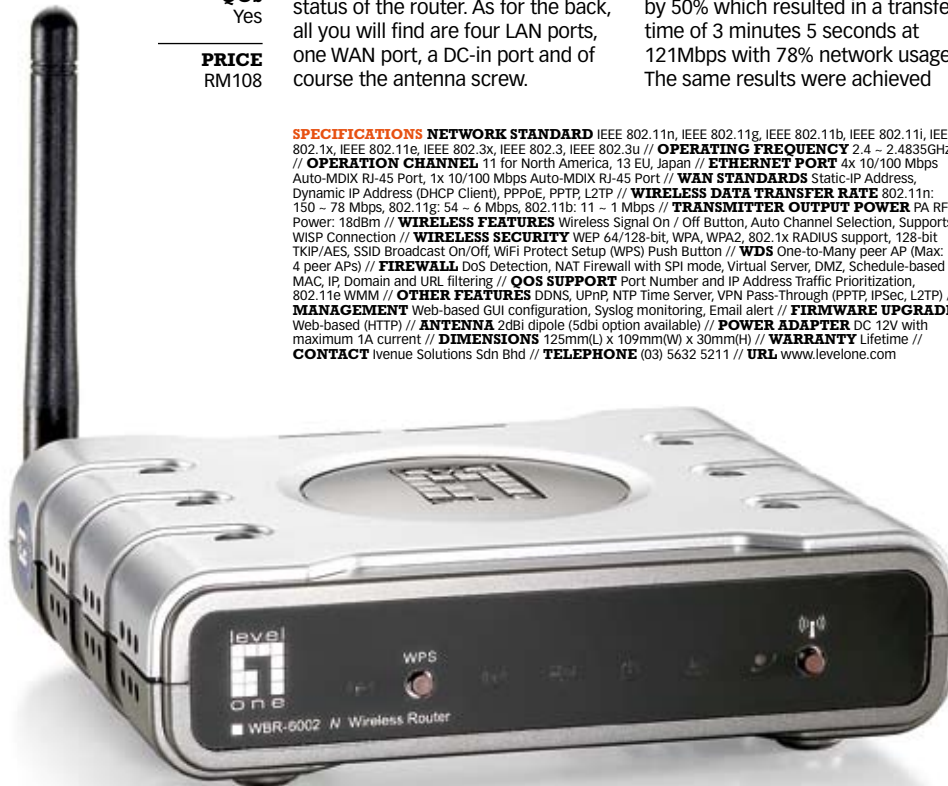 QOS
Yes
PRICE
RM108
status of the router. As for the back,
all you will find are four LAN ports,
one WAN port, a DC-in port and of
course the antenna screw.
by 50% which resulted in a transfe
time of 3 minutes 5 seconds at
121Mbps with 78% network usage
The same results were achieved
SPECIFICATIONS NETWORK STANDARD IEEE 802.11n, IEEE 802.11g, IEEE 802.11b, IEEE 802.11i, IEE
802.1x, IEEE 802.11e, IEEE 802.3x, IEEE 802.3, IEEE 802.3u // OPERATING FREQUENCY 2.4 ~ 2.4835GHz
// OPERATION CHANNEL 11 for North America, 13 EU, Japan // ETHERNET PORT 4x 10/100 Mbps
Auto-MDIX RJ-45 Port, 1x 10/100 Mbps Auto-MDIX RJ-45 Port // WAN STANDARDS Static-IP Address,
Dynamic IP Address (DHCP Client), PPPoE, PPTP, L2TP // WIRELESS DATA TRANSFER RATE 802.11n:
150 ~ 78 Mbps, 802.11g: 54 ~ 6 Mbps, 802.11b: 11 ~ 1 Mbps // TRANSMITTER OUTPUT POWER PA RF
Power: 18dBm // WIRELESS FEATURES Wireless Signal On / Off Button, Auto Channel Selection, Supports
WISP Connection // WIRELESS SECURITY WEP 64/128-bit, WPA, WPA2, 802.1x RADIUS support, 128-bit
TKIP/AES, SSID Broadcast On/Off, WiFi Protect Setup (WPS) Push Button // WDS One-to-Many peer AP (Max:
4 peer APs) // FIREWALL DoS Detection, NAT Firewall with SPI mode, Virtual Server, DMZ, Schedule-based
MAC, IP, Domain and URL filtering // QOS SUPPORT Port Number and IP Address Traffic Prioritization,
802.11e WMM // OTHER FEATURES DDNS, UPnP, NTP Time Server, VPN Pass-Through (PPTP, IPSec, L2TP) /
MANAGEMENT Web-based GUI configuration, Syslog monitoring, Email alert // FIRMWARE UPGRADE
Web-based (HTTP) // ANTENNA 2dBi dipole (5dbi option available) // POWER ADAPTER DC 12V with
maximum 1A current // DIMENSIONS 125mm(L) x 109mm(W) x 30mm(H) // WARRANTY Lifetime //
CONTACT Ivenue Solutions Sdn Bhd // TELEPHONE (03) 5632 5211 // URL www.levelone.com
level
one
WPS
WBR-6002 N Wireless Router